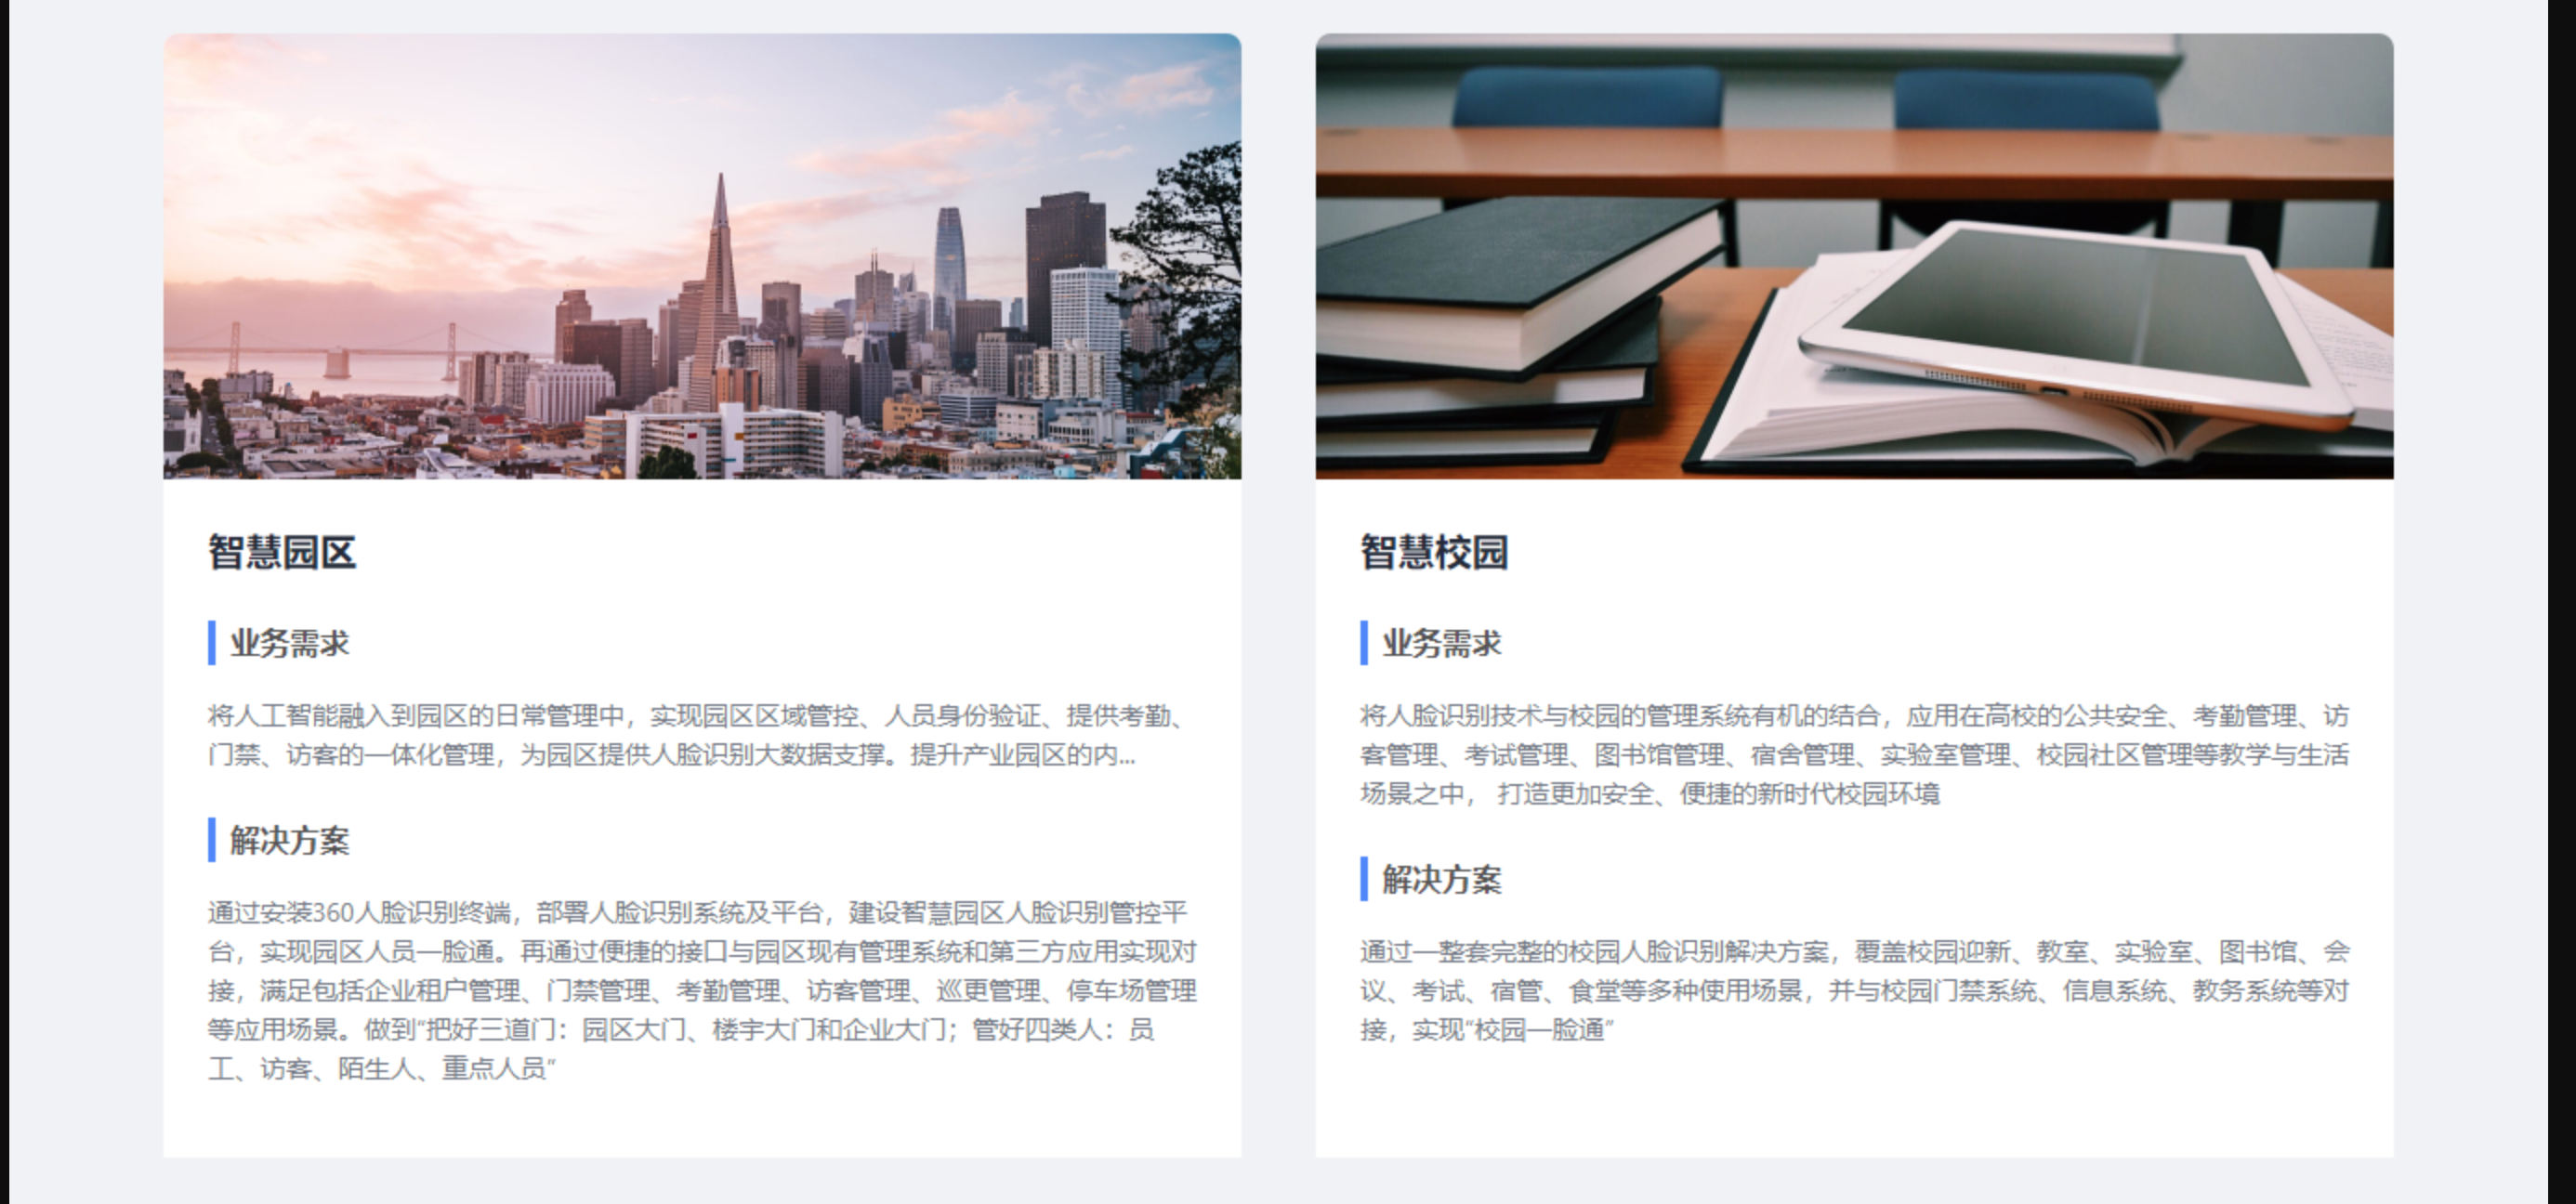 智慧园区
业务需求
将人工智能融入到园区的日常管理中，实现园区区域管控、人员身份验证、提供考勤、
门禁、访客的一体化管理，为园区提供人脸识别大数据支撑。提升产业园区的内...
解决方案
通过安装360人脸识别终端，部署人脸识别系统及平台，建设智慧园区人脸识别管控平
台，实现园区人员一脸通。再通过便捷的接口与园区现有管理系统和第三方应用实现对
接，满足包括企业租户管理、门禁管理、考勤管理、访客管理、巡更管理、停车场管理
等应用场景。做到“把好三道门：园区大门、楼宇大门和企业大门；管好四类人：员
工、访客、陌生人、重点人员”
智慧校园
业务需求
将人脸识别技术与校园的管理系统有机的结合，应用在高校的公共安全、考勤管理、访
客管理、考试管理、图书馆管理、宿舍管理、实验室管理、校园社区管理等教学与生活
场景之中， 打造更加安全、便捷的新时代校园环境
解决方案
通过一整套完整的校园人脸识别解决方案，覆盖校园迎新、教室、实验室、图书馆、会
议、考试、宿管、食堂等多种使用场景，并与校园门禁系统、信息系统、教务系统等对
接，实现“校园一脸通”